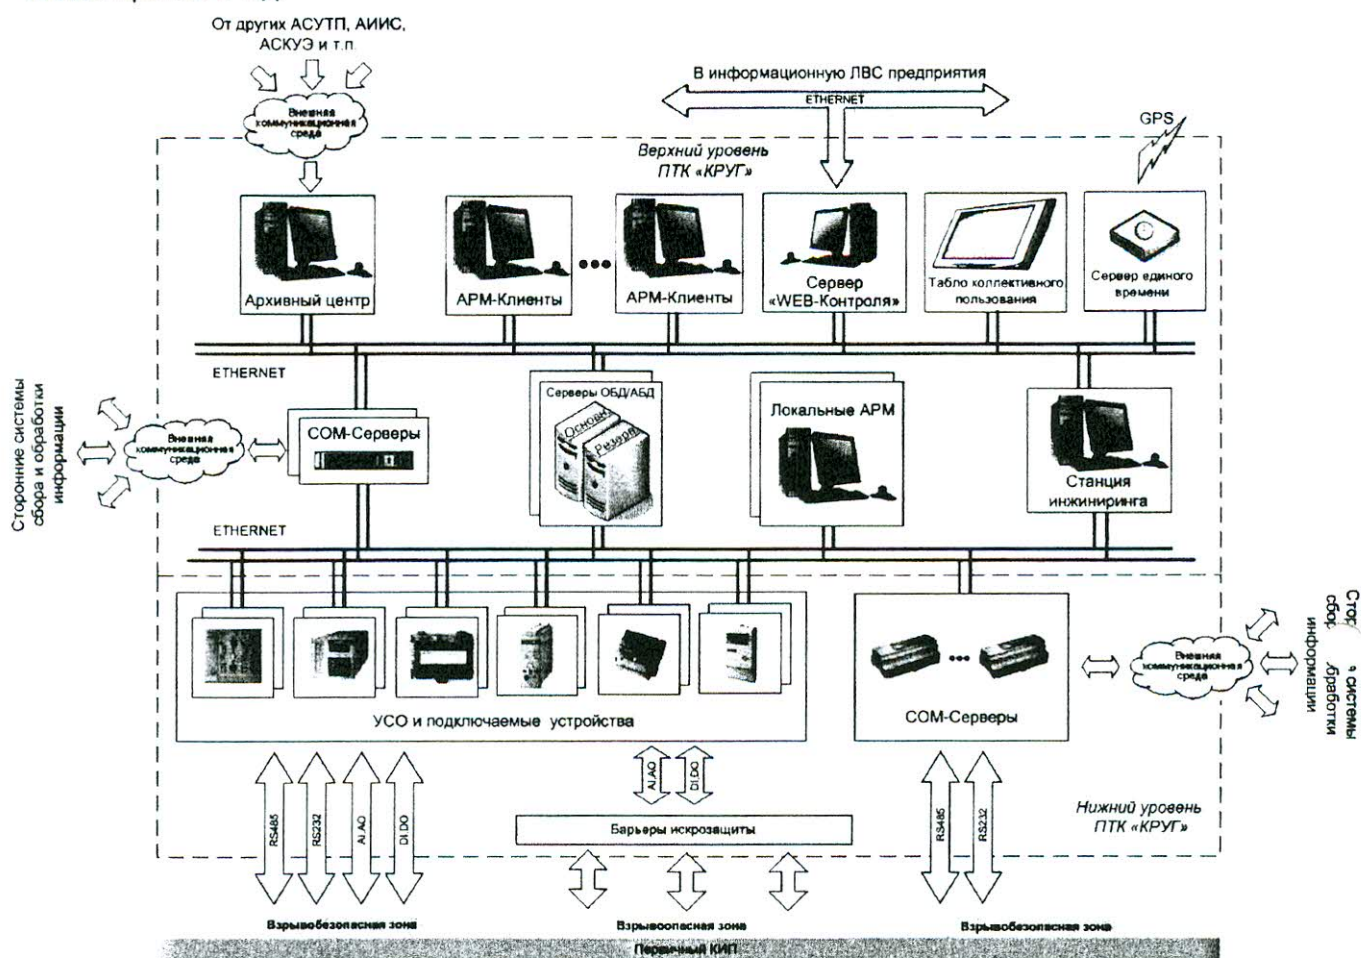 От других АСУТП, АИИС,
АСКУЭ и т.п.
Внешняя
коммуникационная
среда
В информационную ЛВС предприятия
ETHERNET
GPS
Верхний уровень
ПТК «КРУГ»
Архивный центр
АРМ-Клиенты
АРМ-Клиенты
Сервер
«WEB-Контроля»
Табло коллективного
пользования
Сервер единого
времени
ETHERNET
Сторонние системы
сбора и обработки
информации
Внешняя
коммуникационная
среда
COM-Серверы
Серверы ОБД/АБД
Основн
Резерв
Локальные АРМ
Станция
инжиниринга
ETHERNET
УСО и подключаемые устройства
COM-Серверы
Внешняя
коммуникационная
среда
Стор системы
сбор бработки
информации
RS485
RS232
AI.AO
DI.DO
AI.AO
DI.DO
RS485
RS232
Барьеры искрозащиты
Нижний уровень
ПТК «КРУГ»
Взрывобезопасная зона
Взрывоопасная зона
Взрывобезопасная зона
Первичный КИП